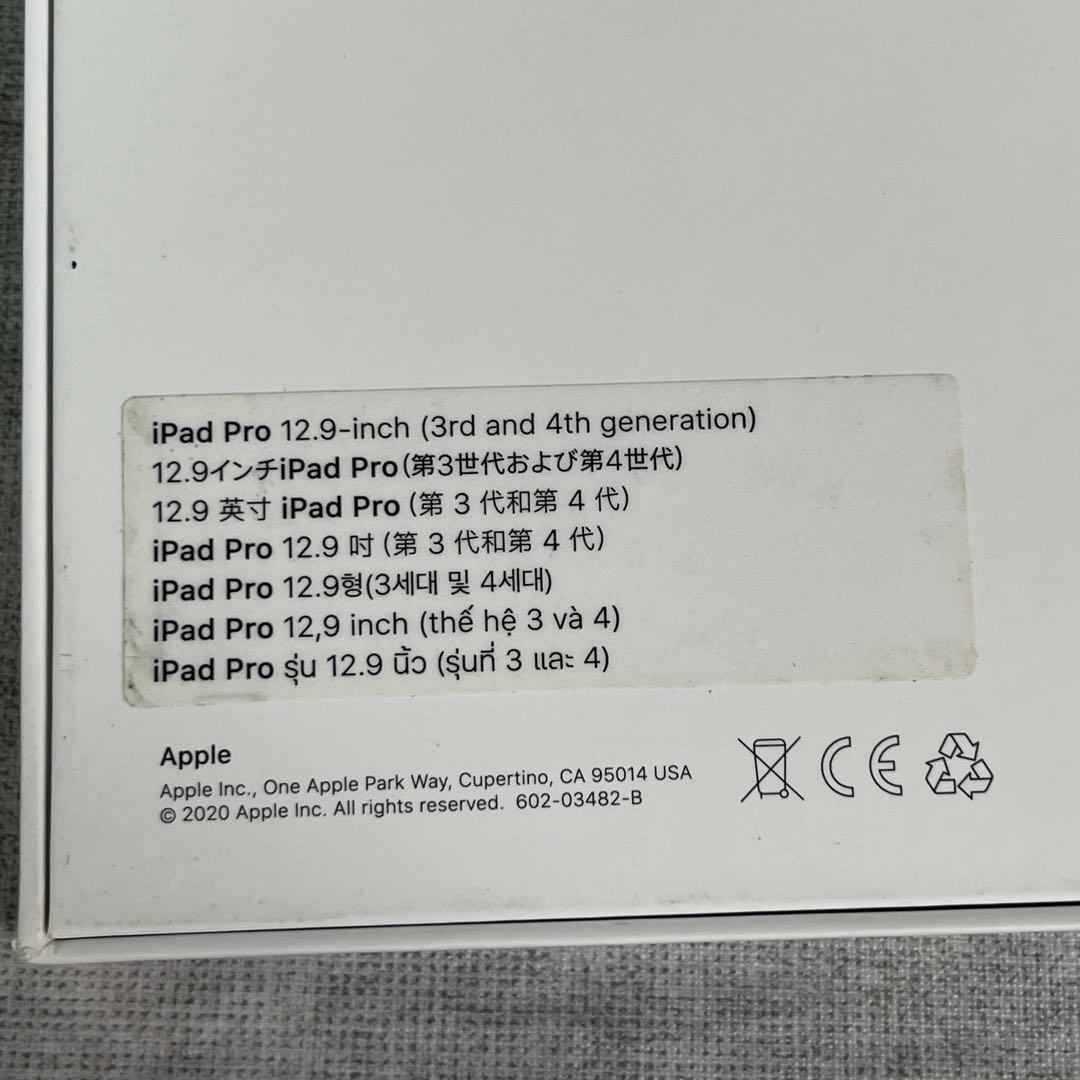 iPad Pro 12.9-inch (3rd and 4th generation)
12.9インチiPad Pro(第3世代および第4世代)
12.9 英寸 iPad Pro (第 3 代和第 4 代)
iPad Pro 12.9 吋 (第 3 代和第 4 代)
iPad Pro 12.9형(3세대 및 4세대)
iPad Pro 12,9 inch (thế hệ 3 và 4)
iPad Pro รุ่น 12.9 นิ้ว (รุ่นที่ 3 และ 4)
Apple
Apple Inc., One Apple Park Way, Cupertino, CA 95014 USA
© 2020 Apple Inc. All rights reserved. 602-03482-B
CE